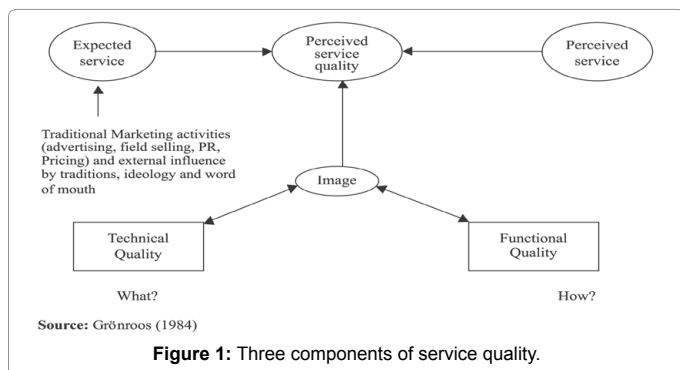 Expected
service
Perceived
service
quality
Perceived
service
Traditional Marketing activities
(advertising, field selling, PR,
Pricing) and external influence
by traditions, ideology and word
of mouth
Image
Technical
Quality
Functional
Quality
What?
How?
Source: Grönroos (1984)
Figure 1: Three components of service quality.